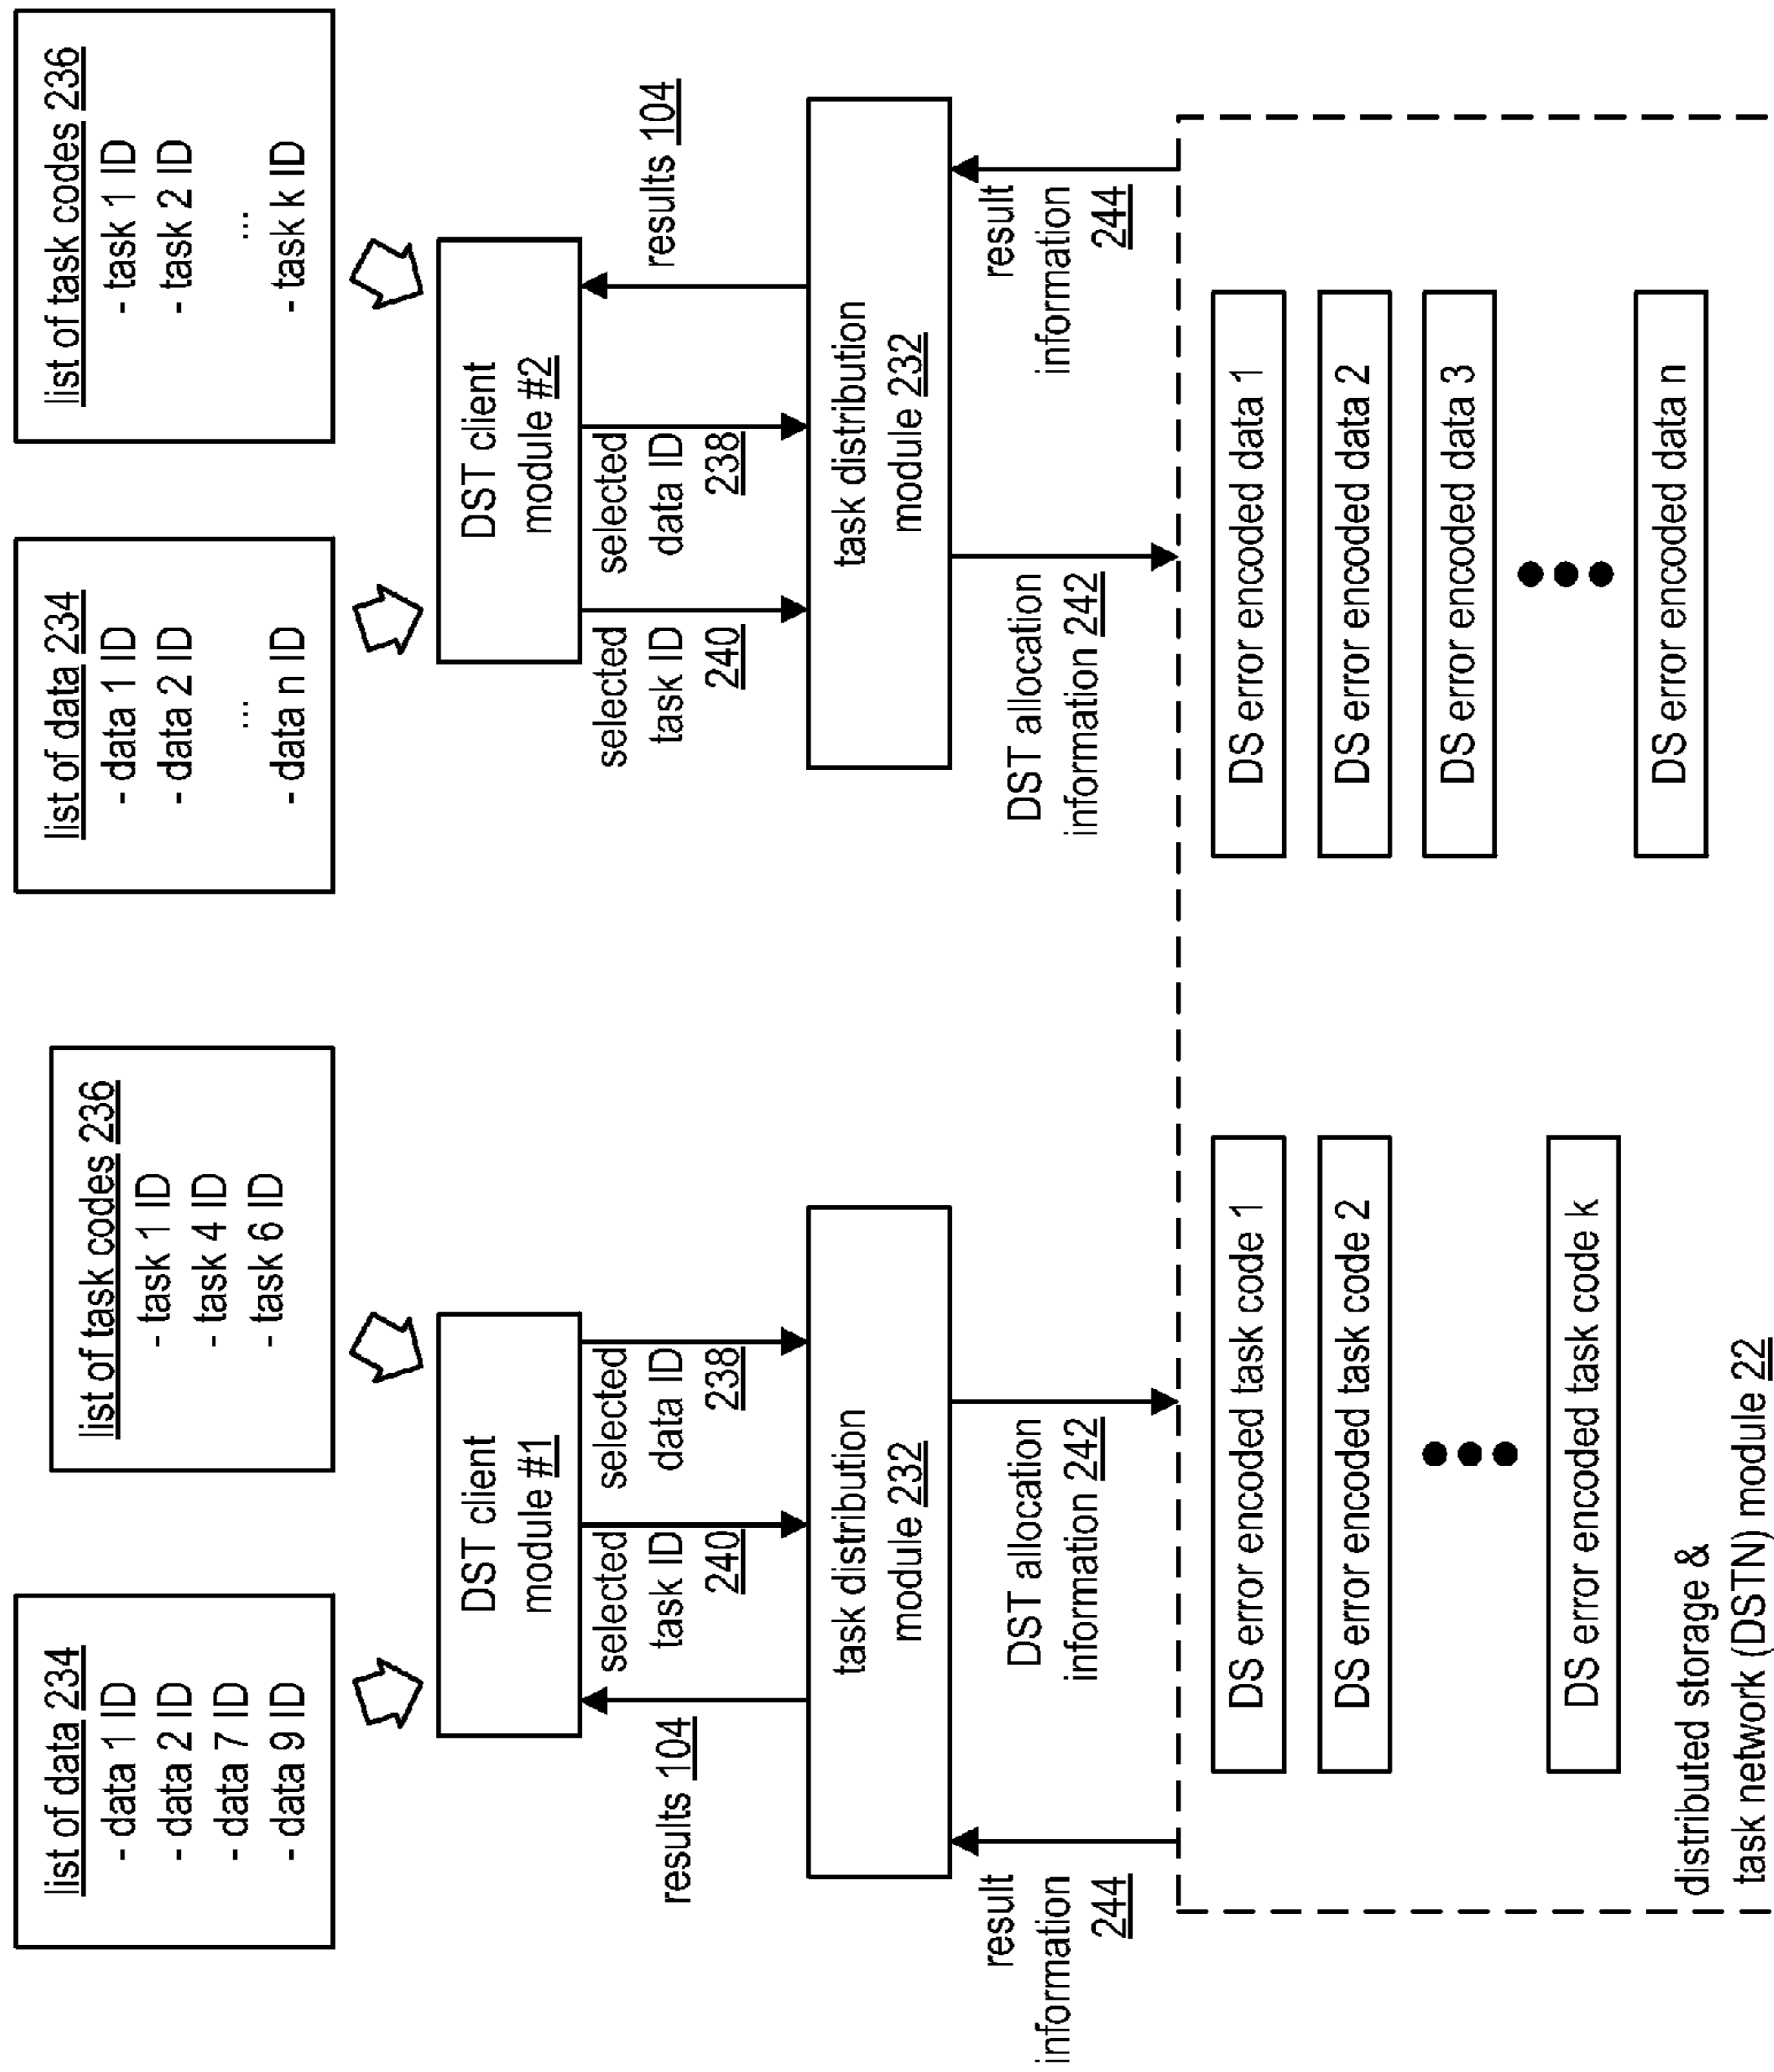 list of data 234
- data 1 ID
- data 2 ID
- data 7 ID
- data 9 ID
list of task codes 236
- task 1 ID
- task 4 ID
- task 6 ID
list of data 234
- data 1 ID
- data 2 ID
...
- data n ID
list of task codes 236
- task 1 ID
- task 2 ID
...
- task k ID
DST client
module #1
DST client
module #2
results 104
selected
task ID
240
selected
data ID
238
selected
task ID
240
selected
data ID
238
results 104
task distribution
module 232
task distribution
module 232
result
information
244
DST allocation
information 242
DST allocation
information 242
result
information
244
DS error encoded task code 1
DS error encoded task code 2
DS error encoded task code k
DS error encoded data 1
DS error encoded data 2
DS error encoded data 3
DS error encoded data n
distributed storage &
task network (DSTN) module 22